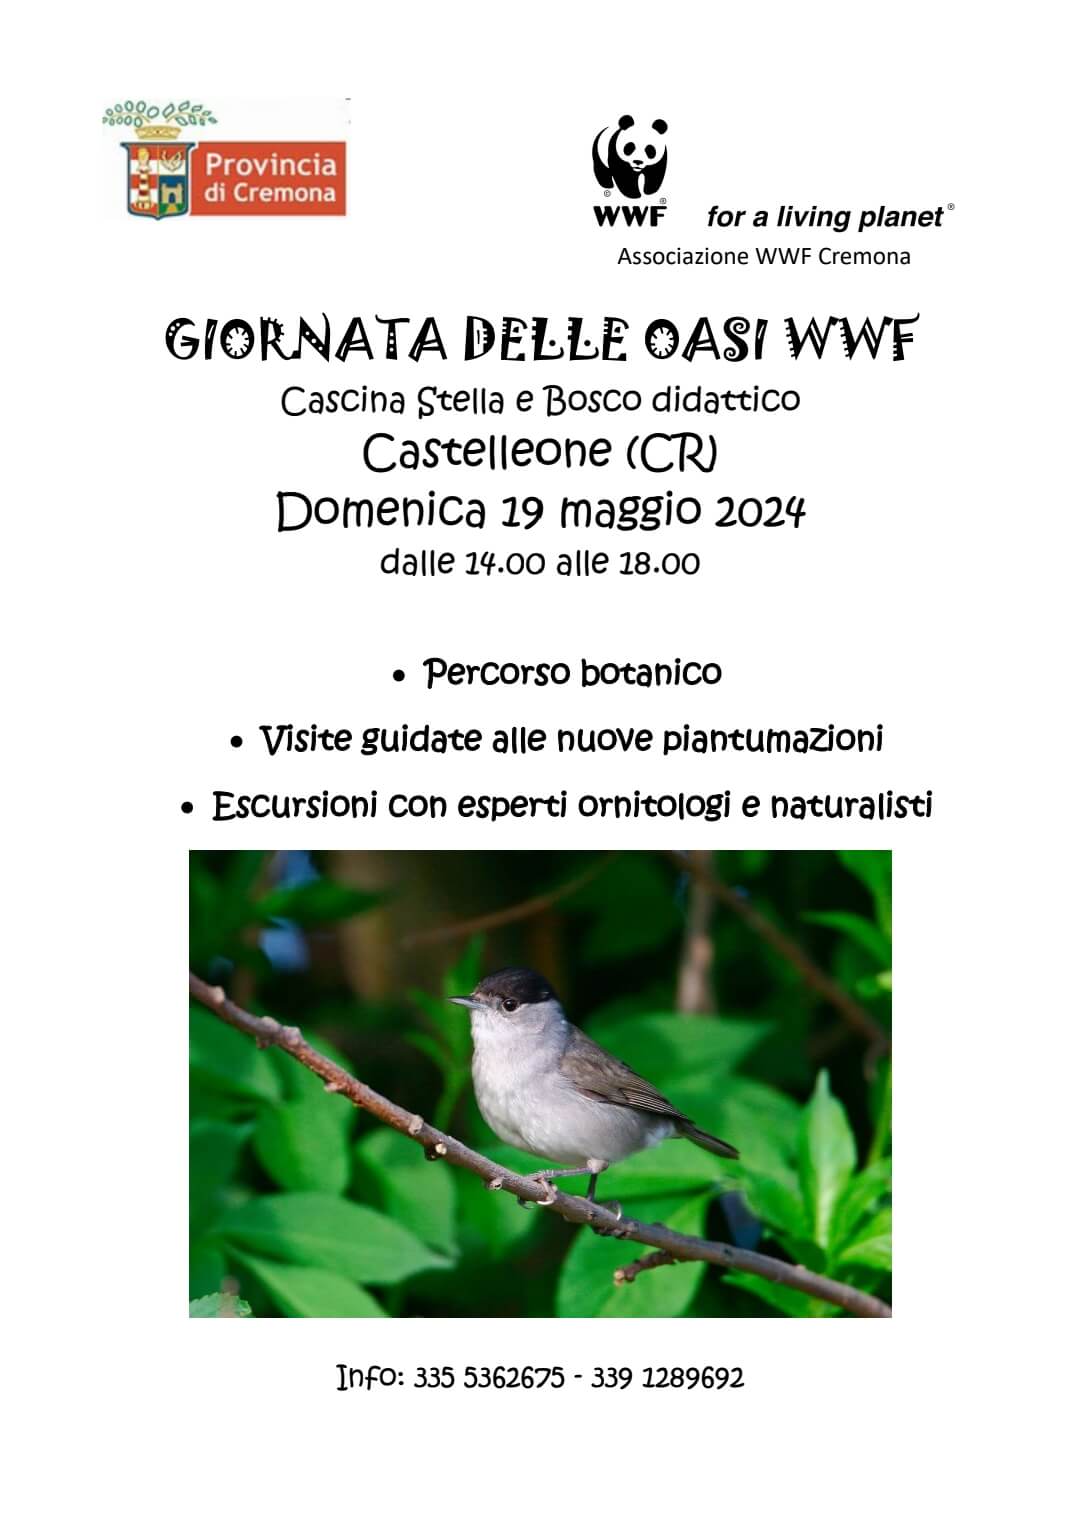 Provincia
di Cremona
WWF
for a living planet®
Associazione WWF Cremona
GIORNATA DELLE OASI WWF
Cascina Stella e Bosco didattico
Castelleone (CR)
Domenica 19 maggio 2024
dalle 14.00 alle 18.00
• Percorso botanico
• Visite guidate alle nuove piantumazioni
• Escursioni con esperti ornitologi e naturalisti
Info: 335 5362675 - 339 1289692